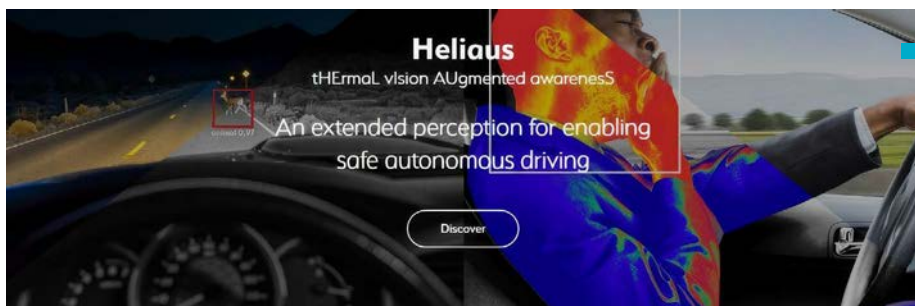 Heliaus
tHErmaL vIsion AUgmented awarenesS
An extended perception for enabling
safe autonomous driving
Discover